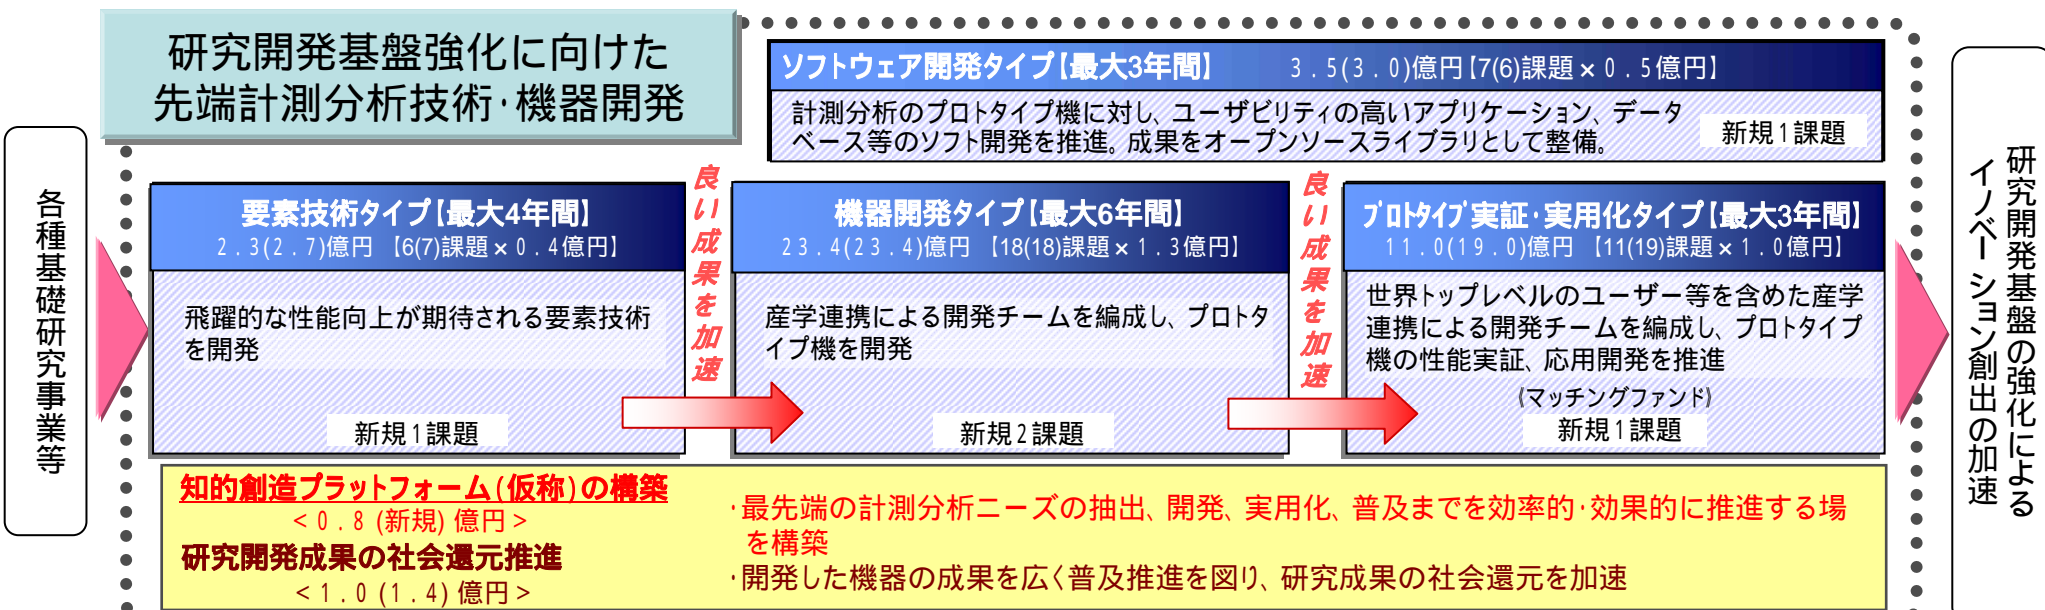 研究開発基盤強化に向けた
先端計測分析技術・機器開発
ソフトウェア開発タイプ【最大3年間】 3.5(3.0)億円【7(6)課題×0.5億円】
計測分析のプロトタイプ機に対し、ユーザビリティの高いアプリケーション、データ
ベース等のソフト開発を推進。成果をオープンソースライブラリとして整備。
新規1課題
各種基礎研究事業等
要素技術タイプ【最大4年間】
2.3(2.7)億円 【6(7)課題×0.4億円】
飛躍的な性能向上が期待される要素技術
を開発
新規1課題
良い成果を加速
機器開発タイプ【最大6年間】
23.4(23.4)億円 【18(18)課題×1.3億円】
産学連携による開発チームを編成し、プロトタ
イプ機を開発
新規2課題
良い成果を加速
プロトタイプ実証・実用化タイプ【最大3年間】
11.0(19.0)億円 【11(19)課題×1.0億円】
世界トップレベルのユーザー等を含めた産学
連携による開発チームを編成し、プロトタイプ
機の性能実証、応用開発を推進
《マッチングファンド》
新規1課題
研究開発基盤の強化による
イノベーション創出の加速
知的創造プラットフォーム(仮称)の構築
<0.8(新規)億円>
研究開発成果の社会還元推進
<1.0(1.4)億円>
・最先端の計測分析ニーズの抽出、開発、実用化、普及までを効率的・効果的に推進する場
を構築
・開発した機器の成果を広く普及推進を図り、研究成果の社会還元を加速